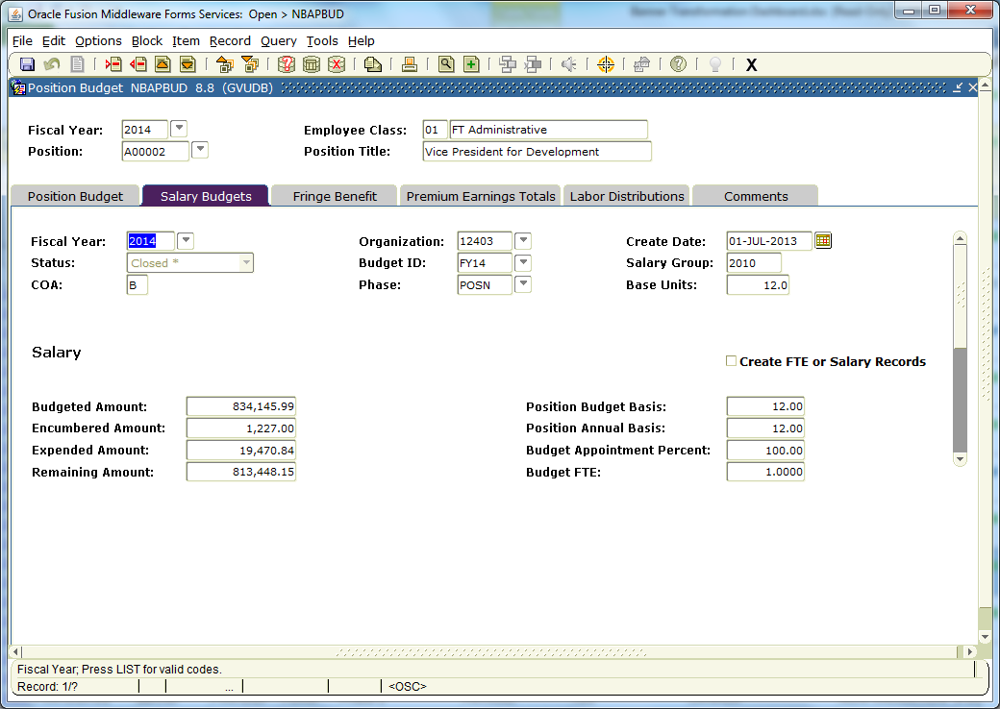 Oracle Fusion Middleware Forms Services: Open > NBAPBUD
File Edit Options Block Item Record Query Tools Help
X
Position Budget NBAPBUD 8.8 (GVUDB)
Fiscal Year: 2014 Employee Class: 01 FT Administrative
Position: A00002 Position Title: Vice President for Development
Position Budget Salary Budgets Fringe Benefit Premium Earnings Totals Labor Distributions Comments
Fiscal Year: 2014 Organization: 12403 Create Date: 01-JUL-2013
Status: Closed * Budget ID: FY14 Salary Group: 2010
COA: B Phase: POSN Base Units: 12.0
Salary
Create FTE or Salary Records
Budgeted Amount: 834,145.99 Position Budget Basis: 12.00
Encumbered Amount: 1,227.00 Position Annual Basis: 12.00
Expended Amount: 19,470.84 Budget Appointment Percent: 100.00
Remaining Amount: 813,448.15 Budget FTE: 1.0000
Fiscal Year; Press LIST for valid codes.
Record: 1/? ... <OSC>